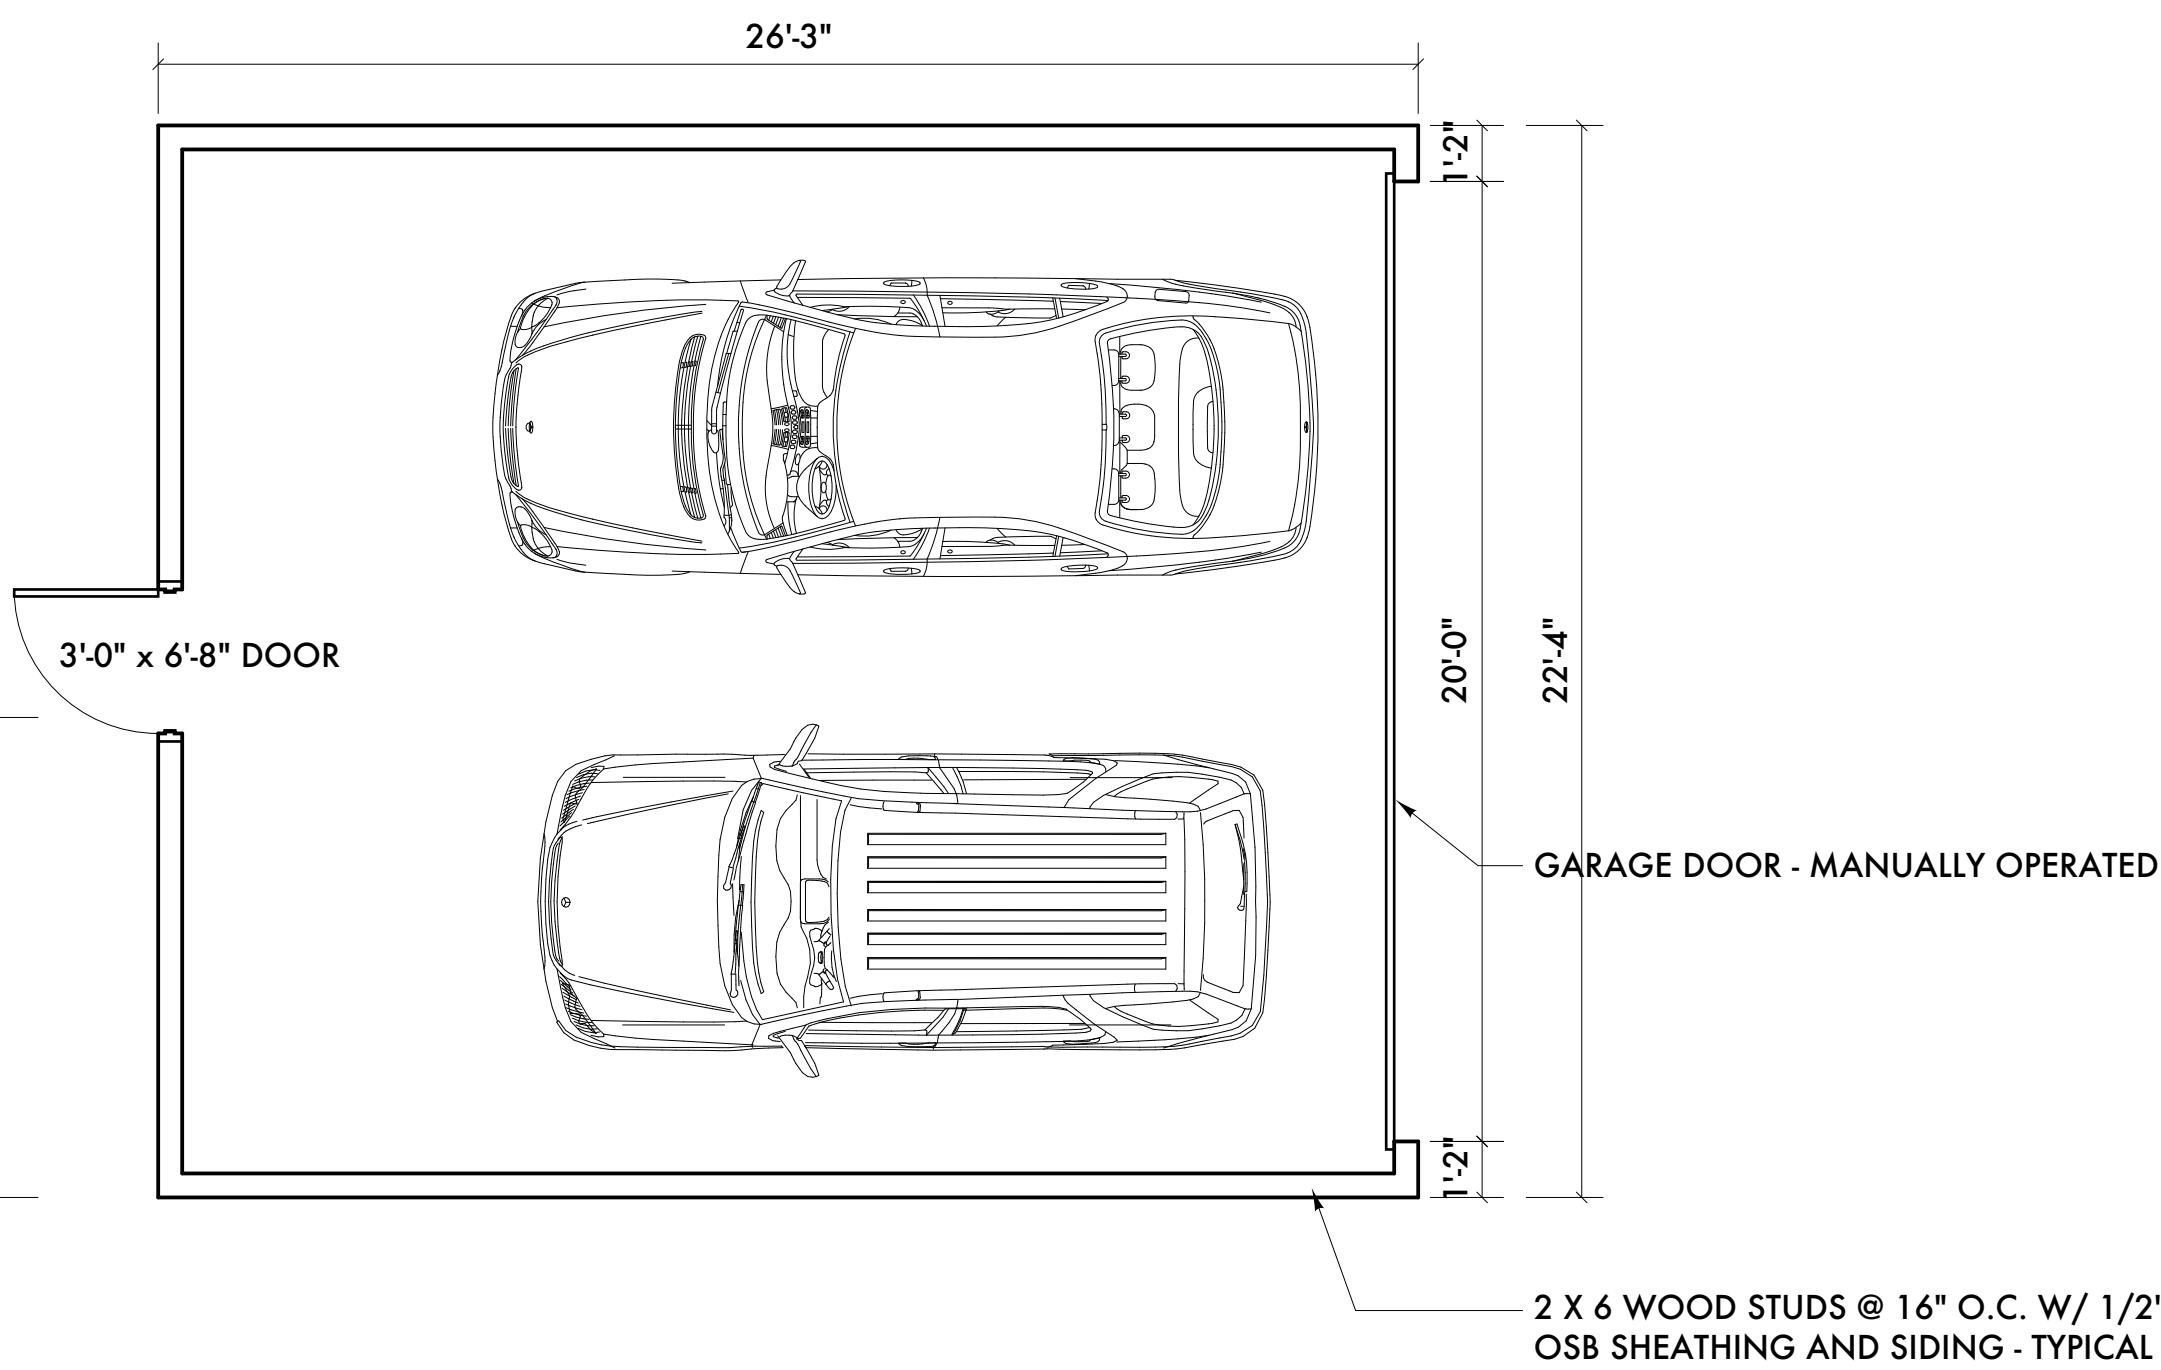 26'-3"
1'-2"
3'-0" x 6'-8" DOOR
20'-0"
22'-4"
GARAGE DOOR - MANUALLY OPERATED
1'-2"
2 X 6 WOOD STUDS @ 16" O.C. W/ 1/2'
OSB SHEATHING AND SIDING - TYPICAL